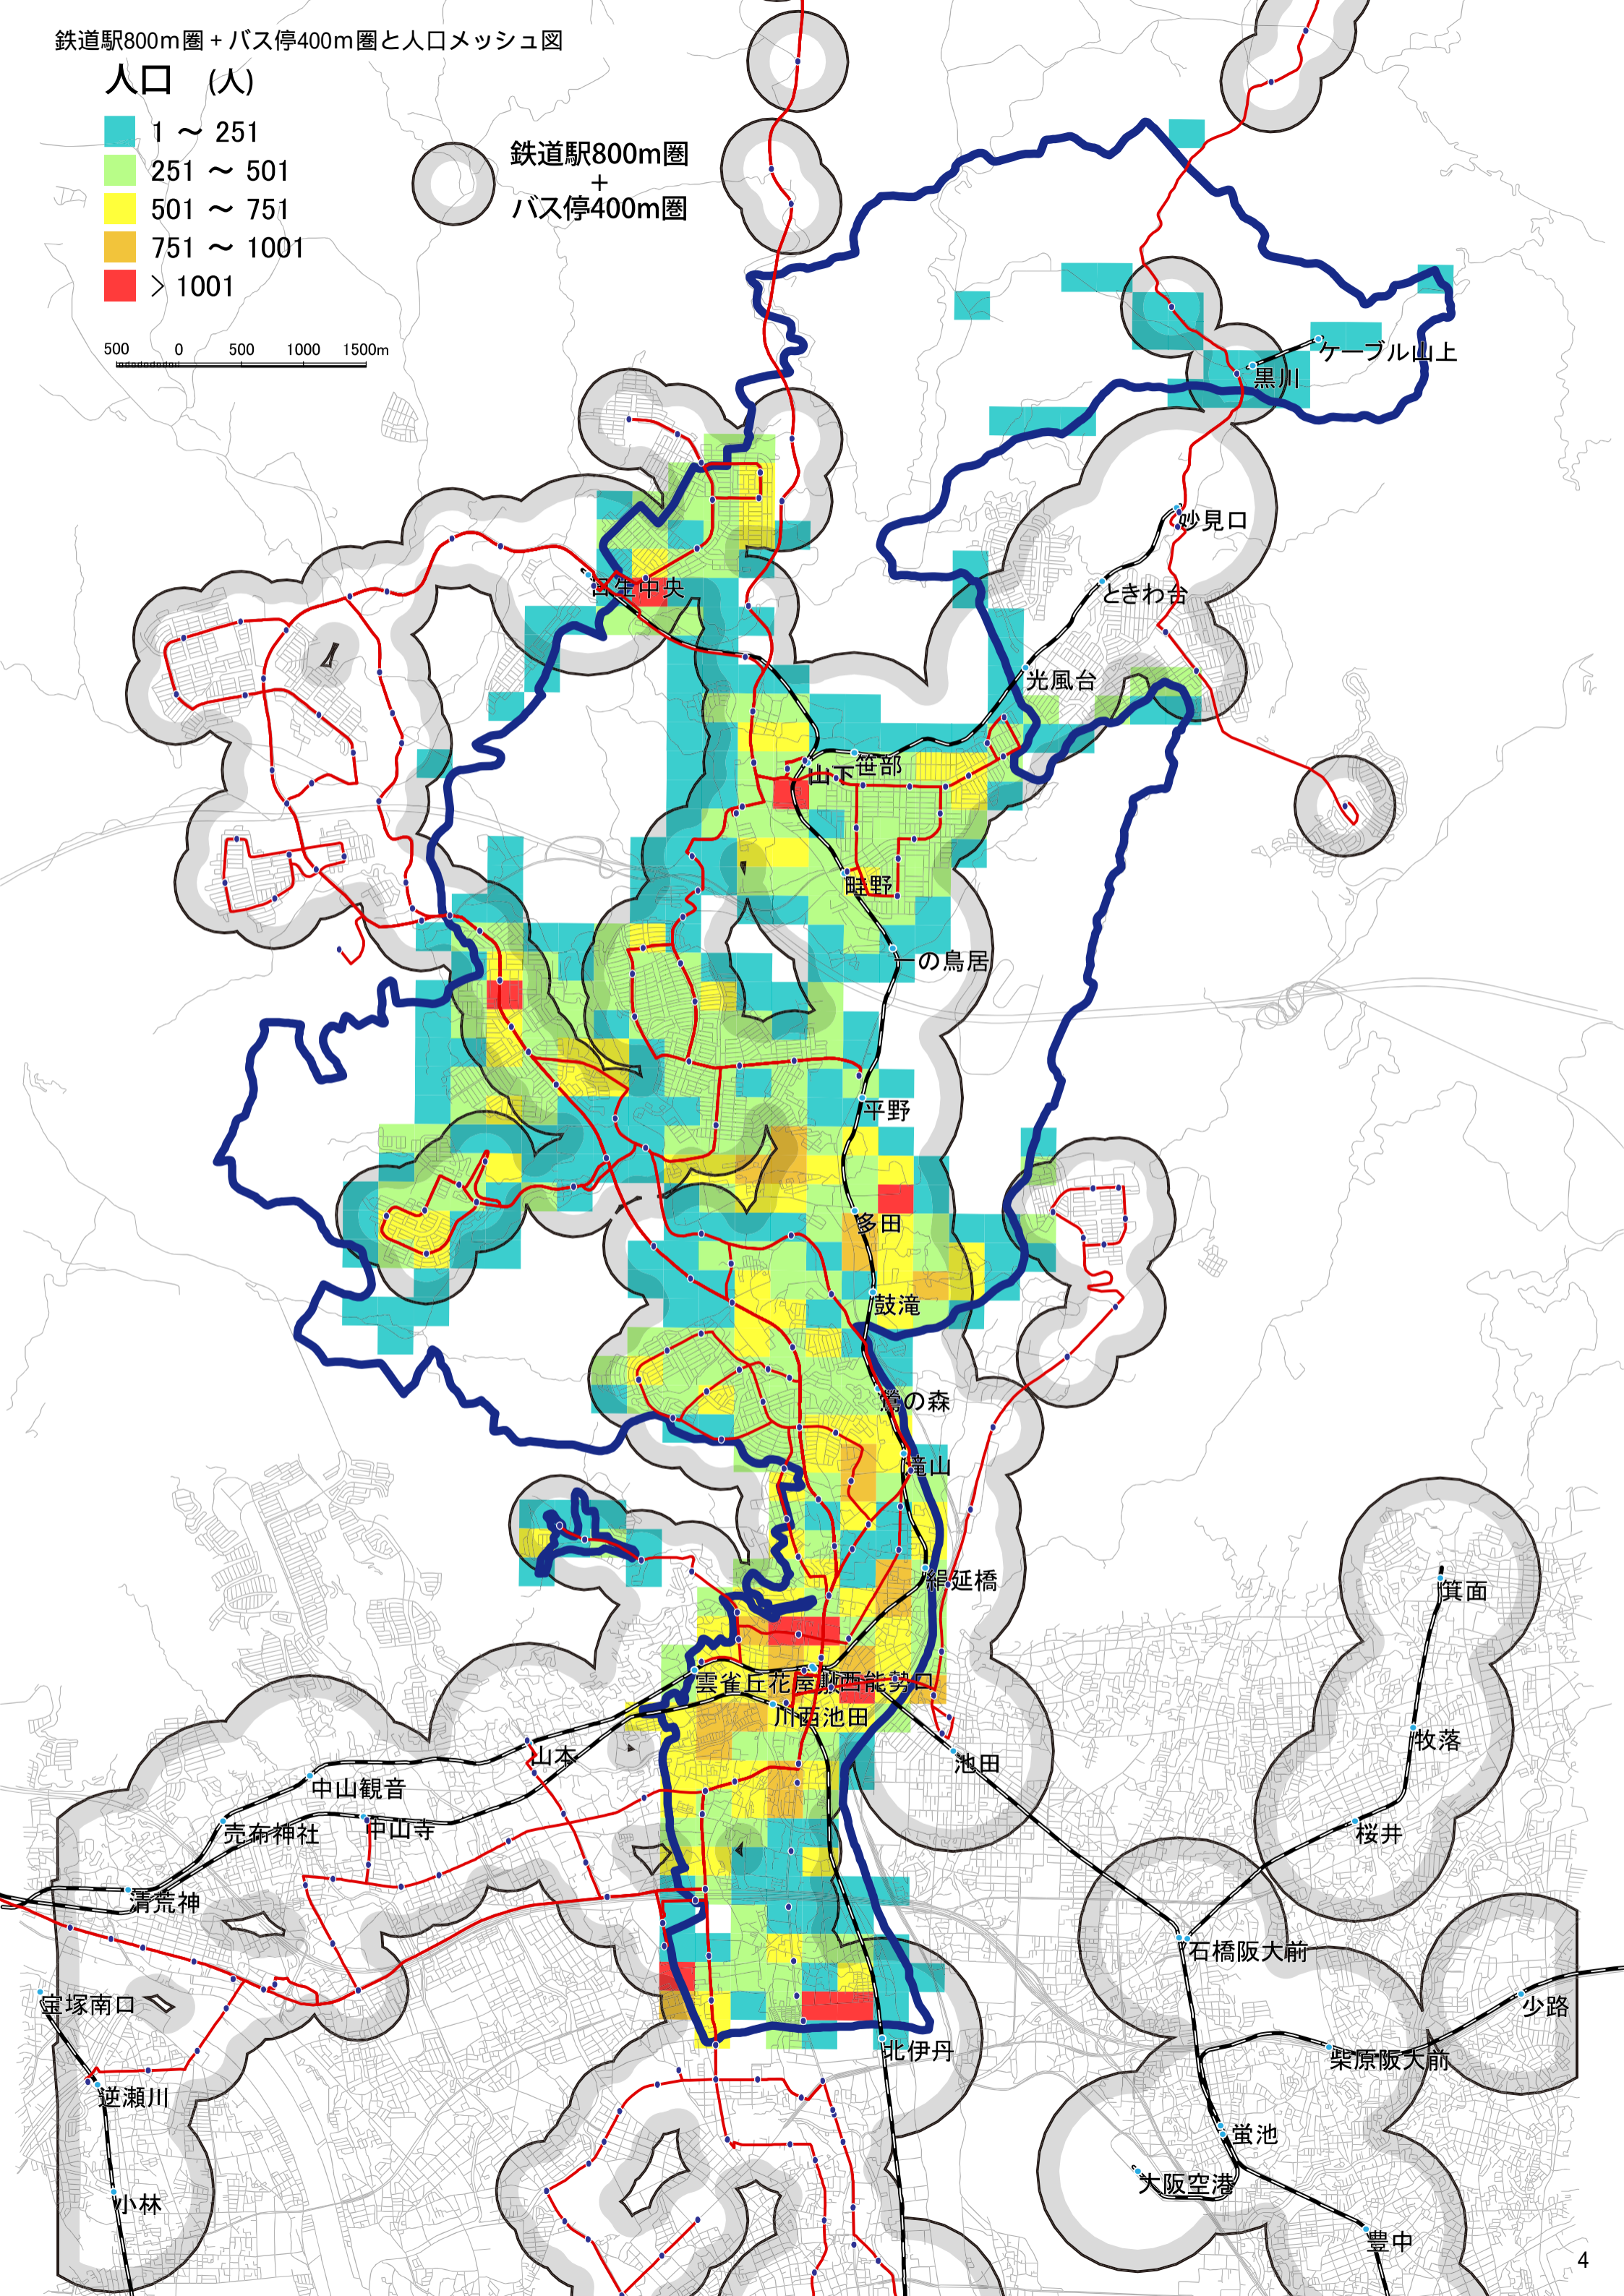 鉄道駅800m圏+バス停400m圏と人口メッシュ図
人口 (人)
1 ～ 251
251 ～ 501
501 ～ 751
751 ～ 1001
> 1001
鉄道駅800m圏
+
バス停400m圏
500 0 500 1000 1500m
ケーブル山上
黒川
妙見口
ときわ台
日生中央
光風台
笹部
山下
畦野
一の鳥居
平野
多田
鼓滝
鶯の森
滝山
絹延橋
箕面
雲雀丘花屋敷
西能勢口
川西池田
牧落
山本
池田
中山観音
売布神社
中山寺
桜井
清荒神
石橋阪大前
宝塚南口
少路
北伊丹
柴原阪大前
逆瀬川
蛍池
大阪空港
小林
豊中
4